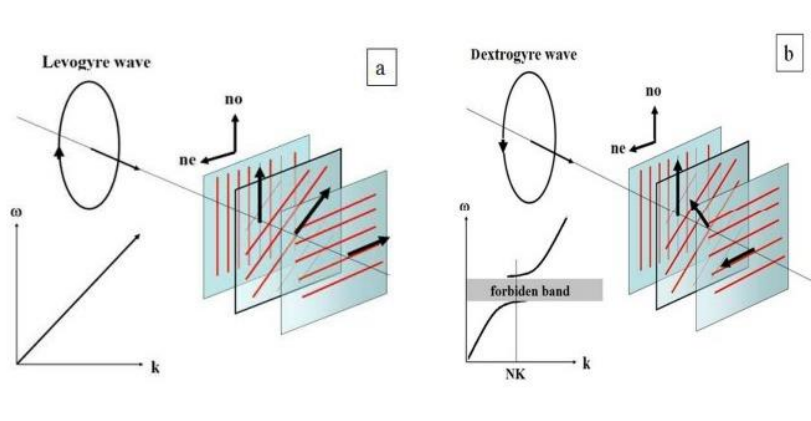 Levogyre wave
a
no
ne
ω
k
Dextrogyre wave
b
no
ne
ω
forbiden band
k
NK